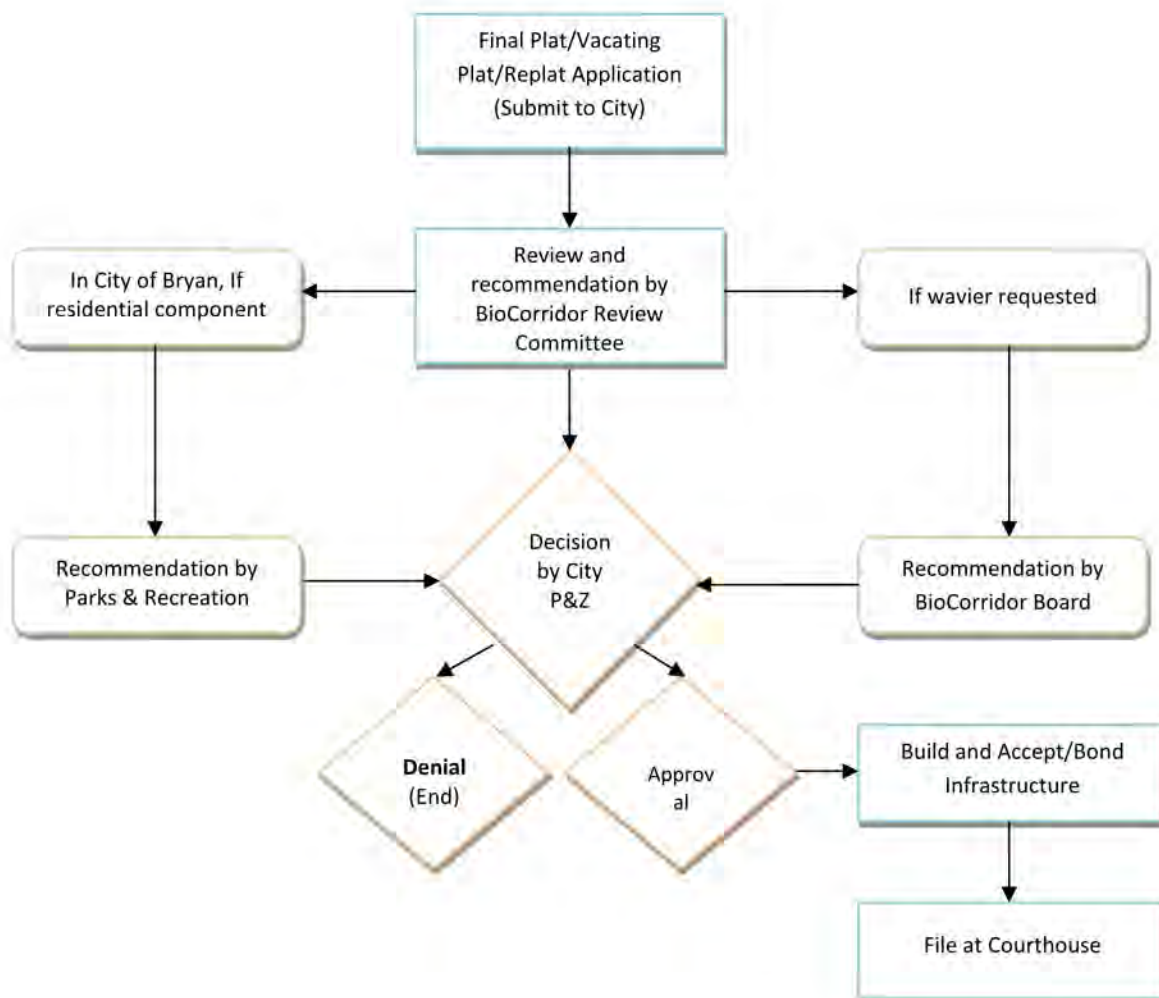 Final Plat/Vacating
Plat/Replat Application
(Submit to City)
In City of Bryan, If
residential component
Review and
recommendation by
BioCorridor Review
Committee
If wavier requested
Recommendation by
Parks & Recreation
Decision
by City
P&Z
Recommendation by
BioCorridor Board
Denial
(End)
Approv
al
Build and Accept/Bond
Infrastructure
File at Courthouse